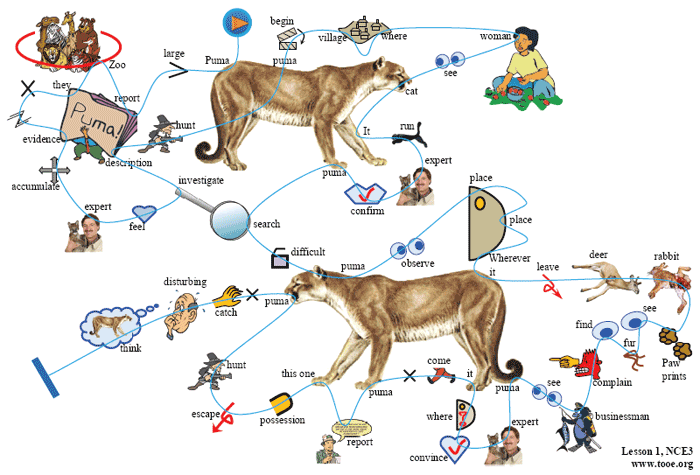 Zoo
large
Puma
begin
village
where
woman
puma
they
report
Puma!
see
cat
evidence
hunt
It
run
description
accumulate
investigate
puma
expert
expert
feel
confirm
place
search
place
difficult
Wherever
observe
puma
it
leave
deer
rabbit
disturbing
catch
puma
think
find
see
fur
Paw
prints
hunt
this one
come
it
puma
see
complain
puma
escape
possession
where
businessman
report
expert
convince
Lesson 1, NCE3
www.tooe.org